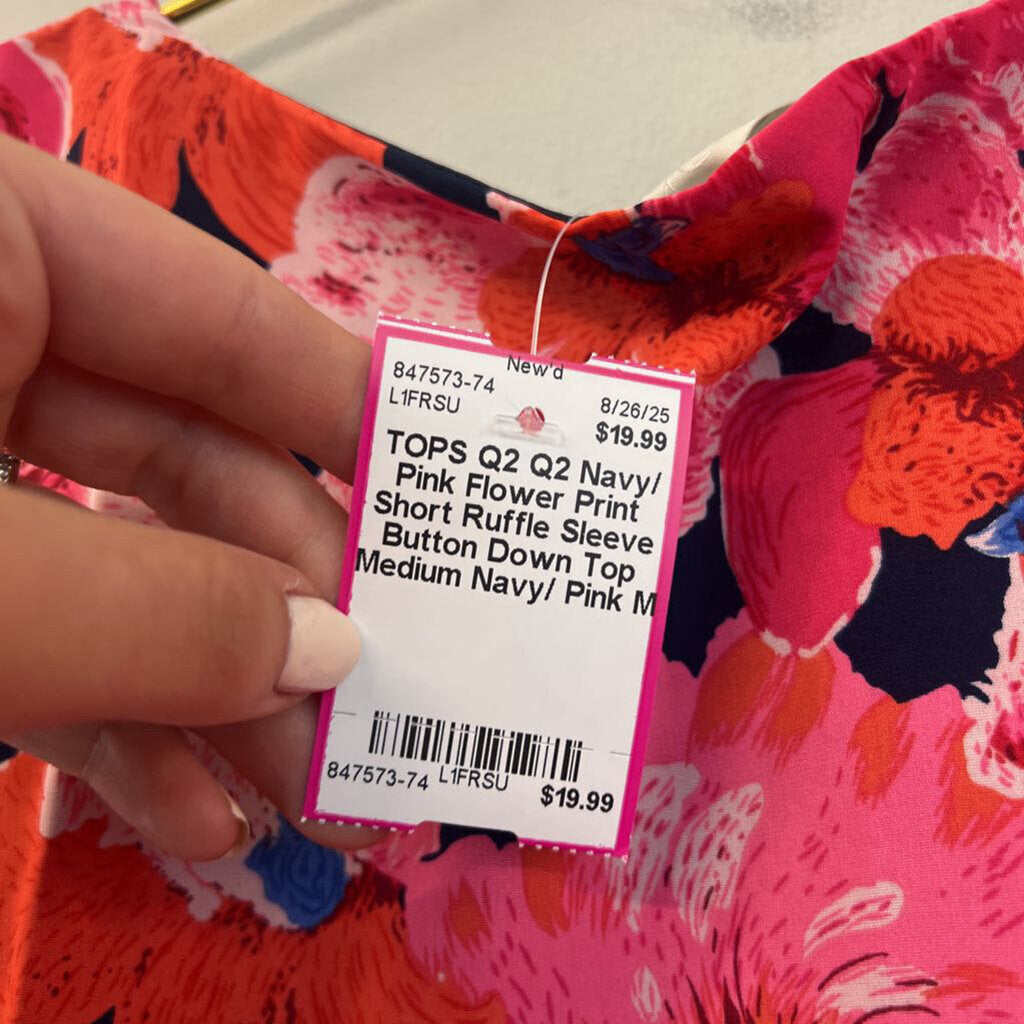 New'd
847573-74
L1FRSU
8/26/25
$19.99
TOPS Q2 Q2 Navy/
Pink Flower Print
Short Ruffle Sleeve
Button Down Top
Medium Navy/ Pink M
847573-74 L1FRSU
$19.99